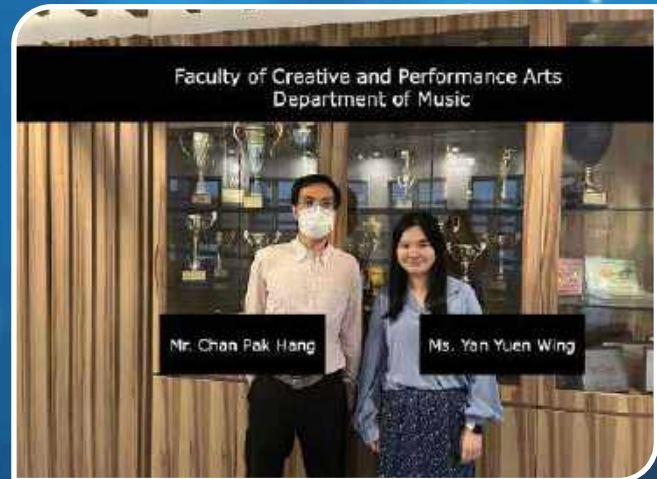 Faculty of Creative and Performance Arts
Department of Music
Mr. Chan Pak Hang
Ms. Yan Yuen Wing